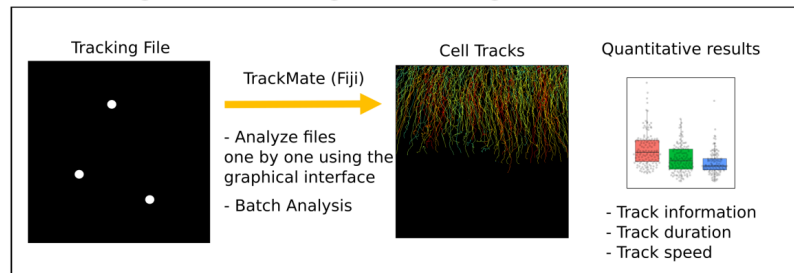 Tracking File
TrackMate (Fiji)
- Analyze files
one by one using the
graphical interface
- Batch Analysis
Cell Tracks
Quantitative results
- Track information
- Track duration
- Track speed